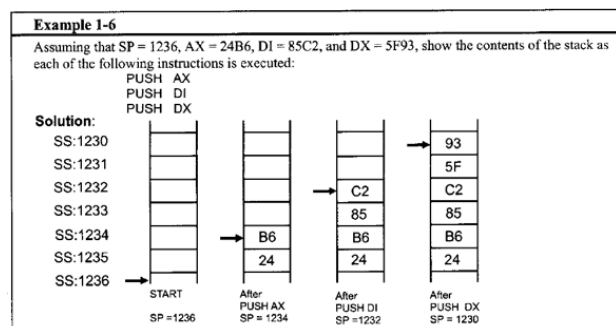 Example 1-6
Assuming that SP = 1236, AX = 24B6, DI = 85C2, and DX = 5F93, show the contents of the stack as
each of the following instructions is executed:
PUSH AX
PUSH DI
PUSH DX
Solution:
SS:1230 93
SS:1231 5F
SS:1232 C2 C2
SS:1233 85 85
SS:1234 B6 B6 B6
SS:1235 24 24 24
SS:1236
START After After After
PUSH AX PUSH DI PUSH DX
SP =1236 SP = 1234 SP =1232 SP = 1230